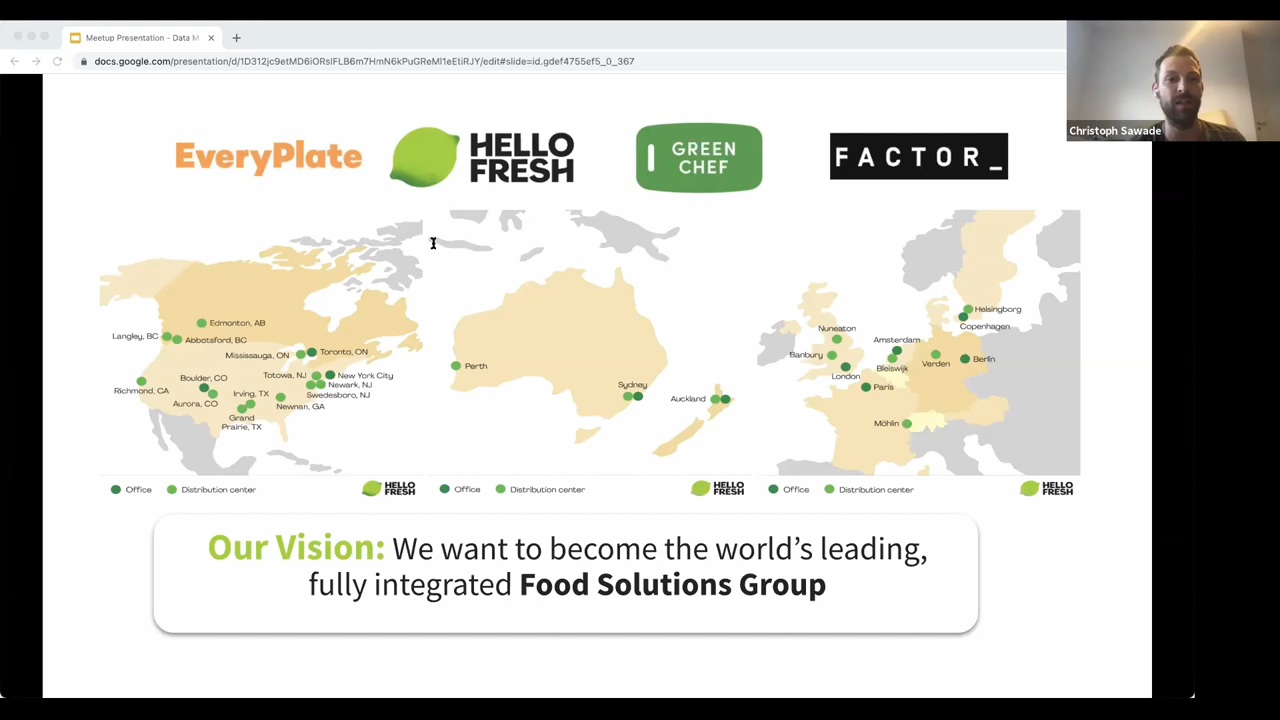 Meetup Presentation - Data M
docs.google.com/presentation/d/1D312jc9etMD6iORslFLB6m7HmN6kPuGReMl1eEtiRJY/edit#slide=id.gdef4755ef5_0_367
Christoph Sawade
EveryPlate
HELLO
FRESH
GREEN
CHEF
FACTOR_
Edmonton, AB
Langley, BC
Abbotsford, BC
Mississauga, ON
Toronto, ON
Totowa, NJ
New York City
Boulder, CO
Newark, NJ
Richmond, CA
Irving, TX
Swedesboro, NJ
Aurora, CO
Newnan, GA
Grand
Prairie, TX
Perth
Sydney
Auckland
Helsingborg
Copenhagen
Nuneaton
Amsterdam
Banbury
Bleiswijk
Verden
Berlin
London
Paris
Möhlin
Office
Distribution center
HELLO
FRESH
Office
Distribution center
HELLO
FRESH
Office
Distribution center
HELLO
FRESH
Our Vision: We want to become the world's leading,
fully integrated Food Solutions Group